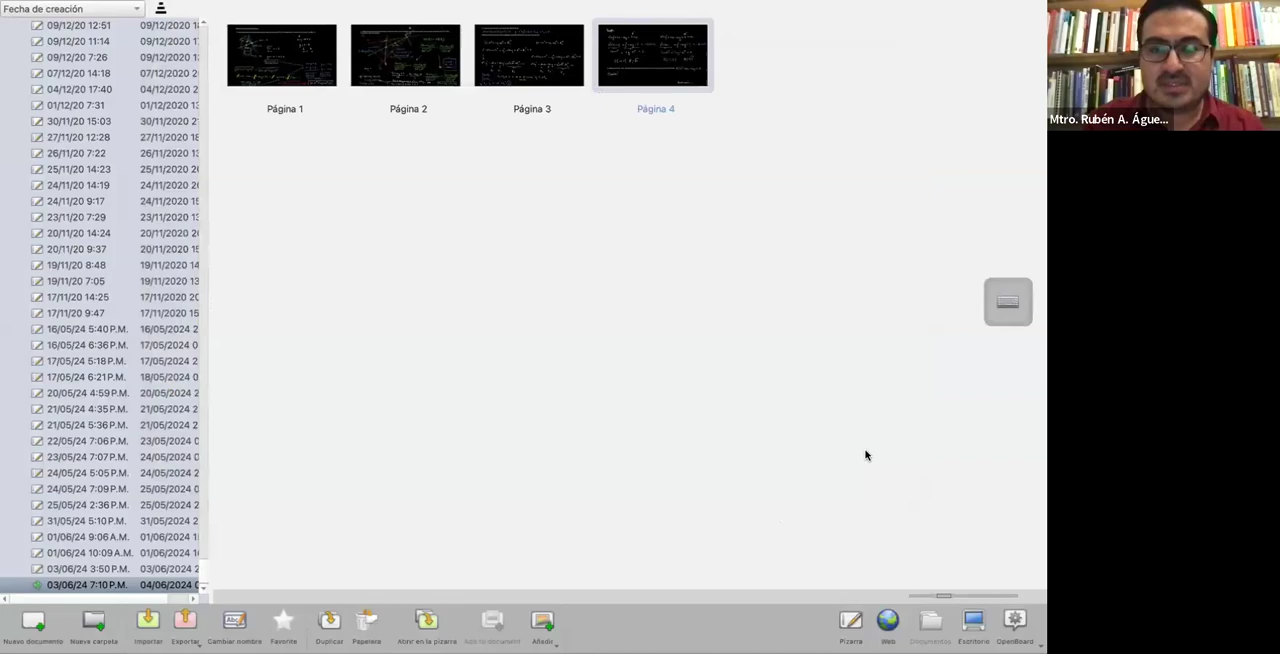 Fecha de creación
09/12/20 12:51 09/12/2020 1
09/12/20 11:14 09/12/2020 1
09/12/20 7:26 09/12/2020 1
07/12/20 14:18 07/12/2020 2
04/12/20 17:40 04/12/2020 2
01/12/20 7:31 01/12/2020 1
30/11/20 15:03 30/11/2020 2
27/11/20 12:28 27/11/2020 18
26/11/20 7:22 26/11/2020 13
25/11/20 14:23 25/11/2020 20
24/11/20 14:19 24/11/2020 20
24/11/20 9:17 24/11/2020 15
23/11/20 7:29 23/11/2020 13
20/11/20 14:24 20/11/2020 20
20/11/20 9:37 20/11/2020 15
19/11/20 8:48 19/11/2020 14
19/11/20 7:05 19/11/2020 13
17/11/20 14:25 17/11/2020 20
17/11/20 9:47 17/11/2020 15
16/05/24 5:40 P.M. 16/05/2024 2
16/05/24 6:36 P.M. 17/05/2024 0
17/05/24 5:18 P.M. 17/05/2024 2
17/05/24 6:21 P.M. 18/05/2024 0
20/05/24 4:59 P.M. 20/05/2024 2
21/05/24 4:35 P.M. 21/05/2024 2
21/05/24 5:36 P.M. 21/05/2024 2
22/05/24 7:06 P.M. 23/05/2024 0
23/05/24 7:07 P.M. 24/05/2024 0
24/05/24 5:05 P.M. 24/05/2024 2
24/05/24 7:09 P.M. 25/05/2024 0
25/05/24 2:36 P.M. 25/05/2024 2
31/05/24 5:10 P.M. 31/05/2024 2
01/06/24 9:06 A.M. 01/06/2024 1
01/06/24 10:09 A.M. 01/06/2024 1
03/06/24 3:50 P.M. 03/06/2024 2
03/06/24 7:10 P.M. 04/06/2024 0
Página 1 Página 2 Página 3 Página 4
Mtro. Rubén A. Águe...
Nuevo documento Nueva carpeta Importar Exportar Cambiar nombre Favorite Duplicar Papelera Abrir en la pizarra Add to document Añadir Pizarra Web Documentos Escritorio OpenBoard